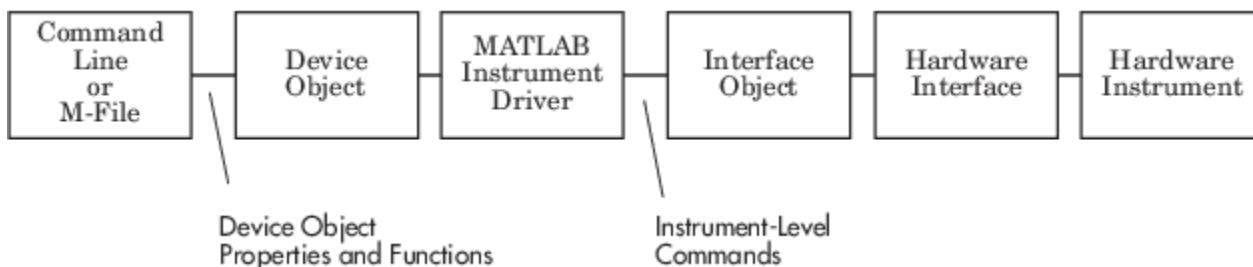 Command
Line
or
M-File
Device
Object
MATLAB
Instrument
Driver
Interface
Object
Hardware
Interface
Hardware
Instrument
Device Object
Properties and Functions
Instrument-Level
Commands